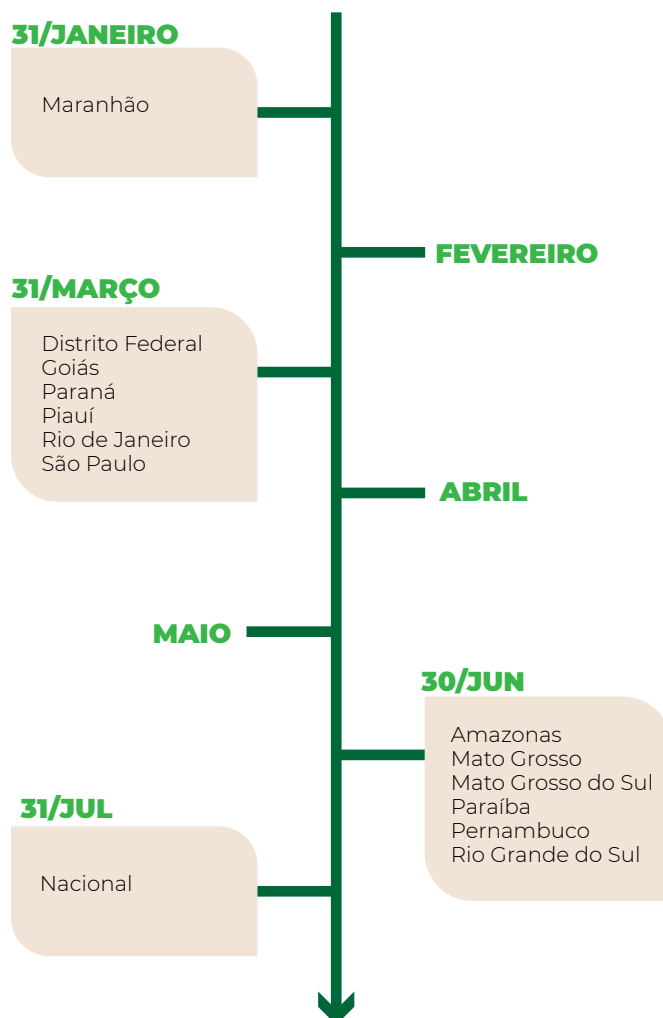 31/JANEIRO
Maranhão
FEVEREIRO
31/MARÇO
Distrito Federal
Goiás
Paraná
Piauí
Rio de Janeiro
São Paulo
ABRIL
MAIO
30/JUN
Amazonas
Mato Grosso
Mato Grosso do Sul
Paraíba
Pernambuco
Rio Grande do Sul
31/JUL
Nacional